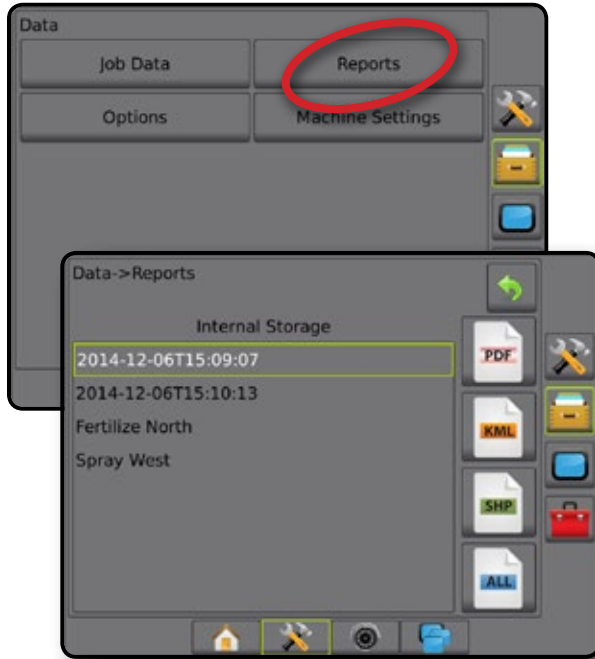 Data
Job Data Reports
Options Machine Settings
Data->Reports
Internal Storage
2014-12-06T15:09:07
2014-12-06T15:10:13
Fertilize North
Spray West
PDF
KML
SHP
ALL